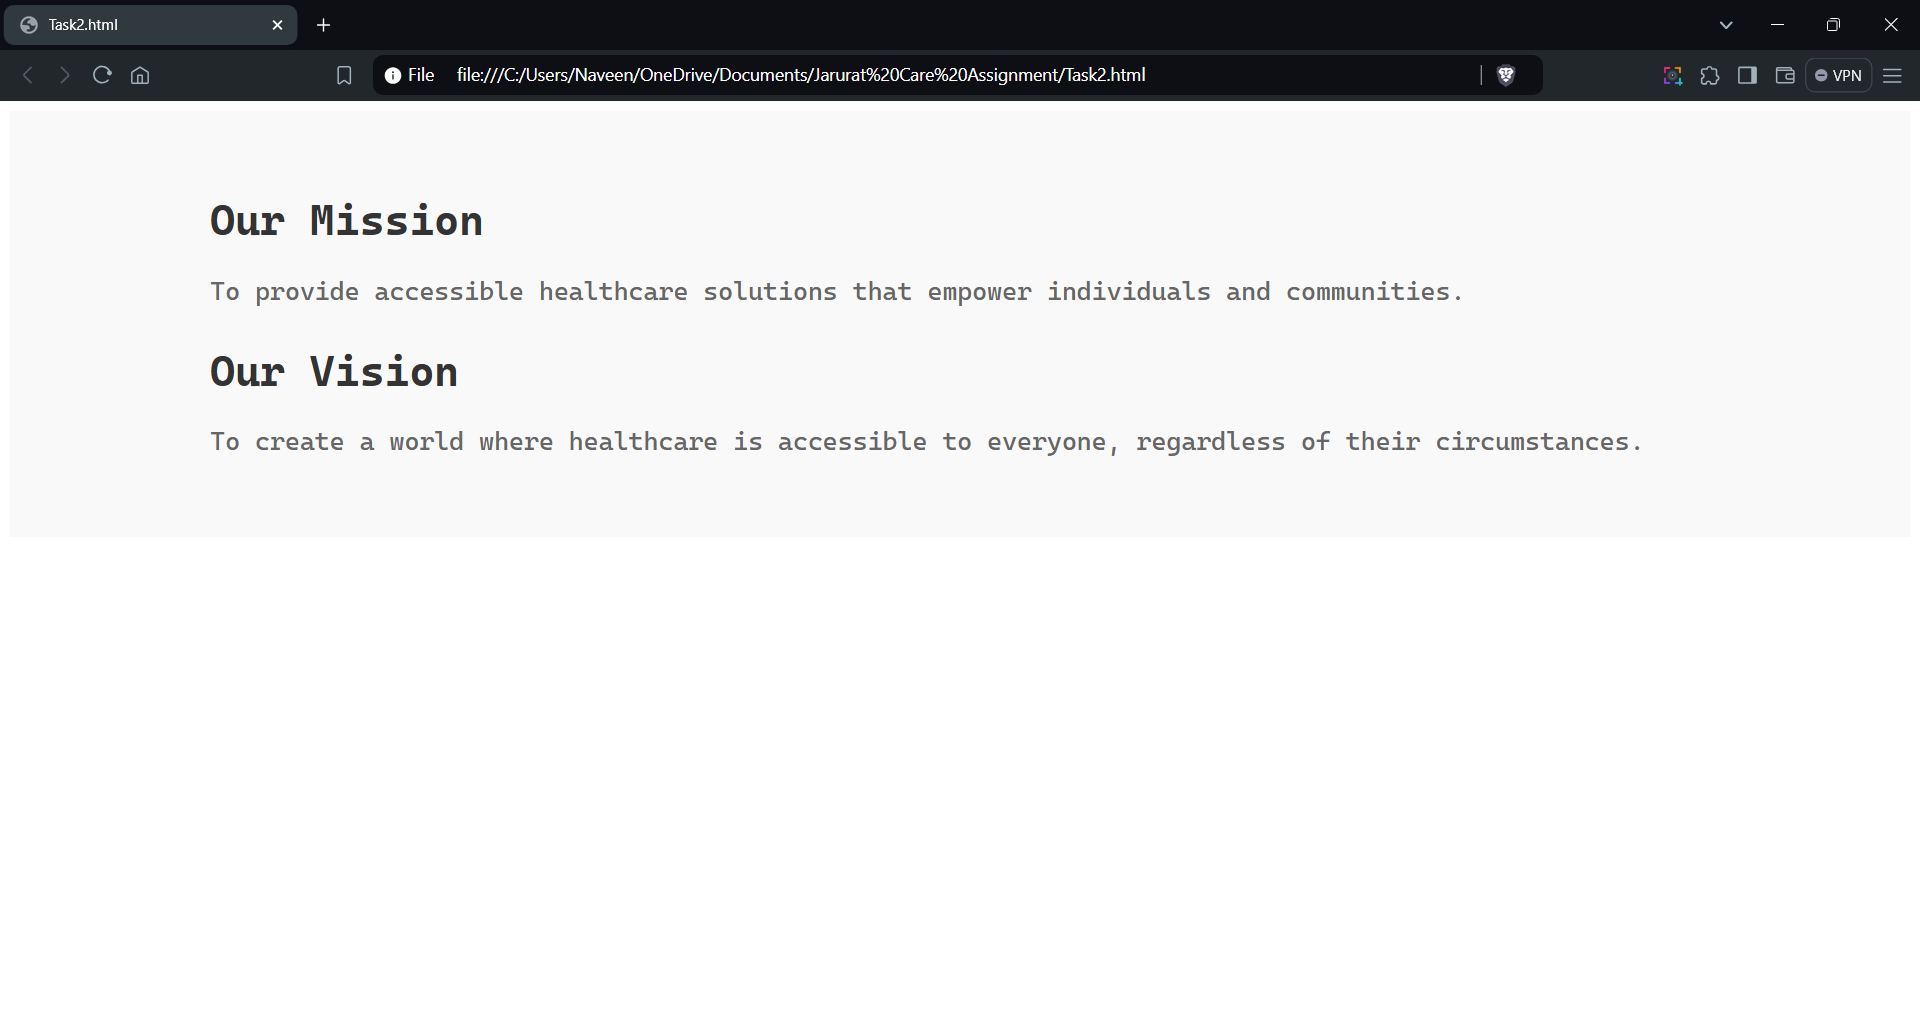 Task2.html
File file:///C:/Users/Naveen/OneDrive/Documents/Jarurat%20Care%20Assignment/Task2.html
VPN
Our Mission
To provide accessible healthcare solutions that empower individuals and communities.
Our Vision
To create a world where healthcare is accessible to everyone, regardless of their circumstances.